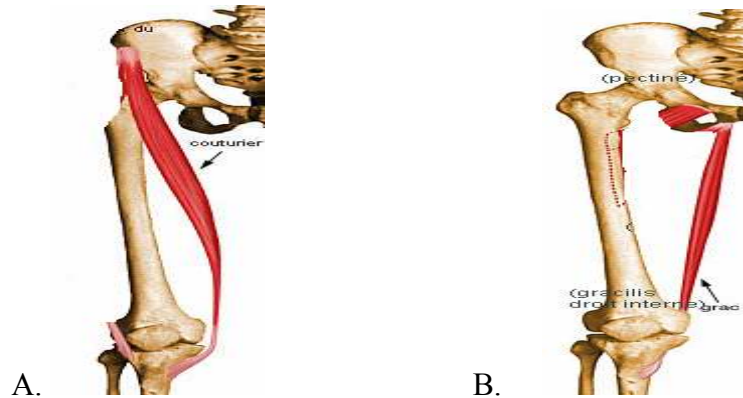 du
couturier
A.
(pectiné)
(gracilis
droit interne)
grac
B.